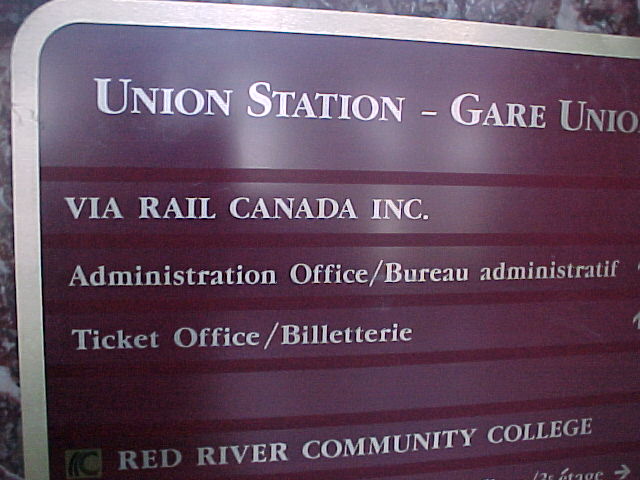 UNION STATION – GARE UNIO
VIA RAIL CANADA INC.
Administration Office/Bureau administratif
Ticket Office/Billetterie
RED RIVER COMMUNITY COLLEGE
étage →